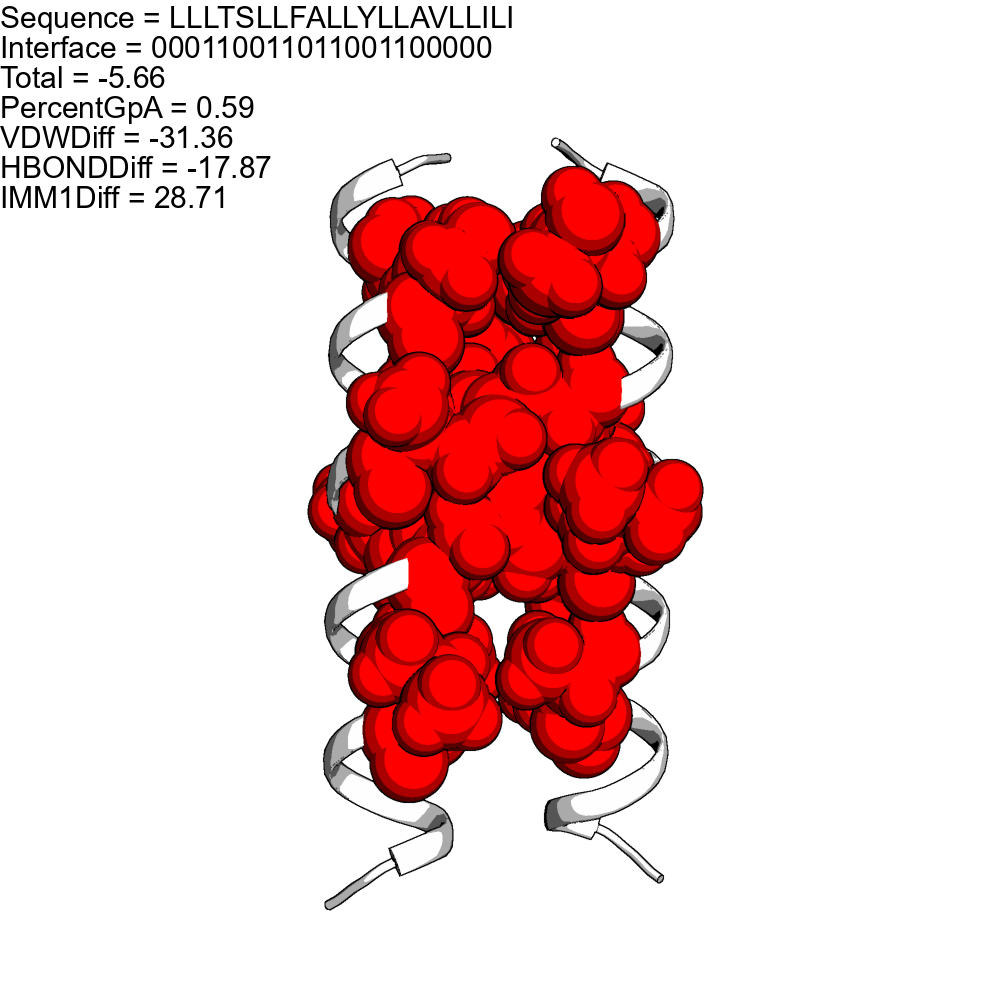 Sequence = LLLTSLLFALLYLLAVLLILI
Interface = 000110011011001100000
Total = -5.66
PercentGpA = 0.59
VDWDiff = -31.36
HBONDDiff = -17.87
IMM1Diff = 28.71